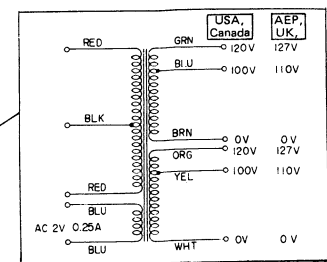 USA, Canada AEP, UK,
RED GRN 120V 127V
BLU 100V 110V
BLK
BRN 0V 0V
ORG 120V 127V
RED YEL 100V 110V
BLU
AC 2V 0.25A
BLU WHT 0V 0V